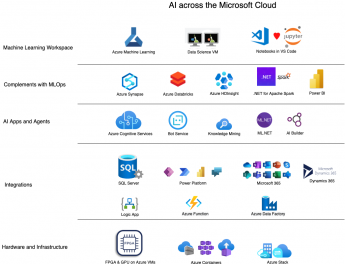 AI across the Microsoft Cloud
Machine Learning Workspace
Azure Machine Learning
Data Science VM
jupyter
Notebooks in VS Code
Complements with MLOps
.NET
Spark
Azure Synapse
Azure Databricks
Azure HDInsight
.NET for Apache Spark
Power BI
AI Apps and Agents
Azure Cognitive Services
Bot Service
Knowledge Mining
ML.NET
AI Builder
Integrations
SQL
Microsoft
Dynamics 365
SQL Server
Power Platform
Microsoft 365
Dynamics 365
Logic App
Azure Function
Azure Data Factory
Hardware and Infrastructure
FPGA
FPGA & GPU on Azure VMs
Azure Containers
Azure Stack